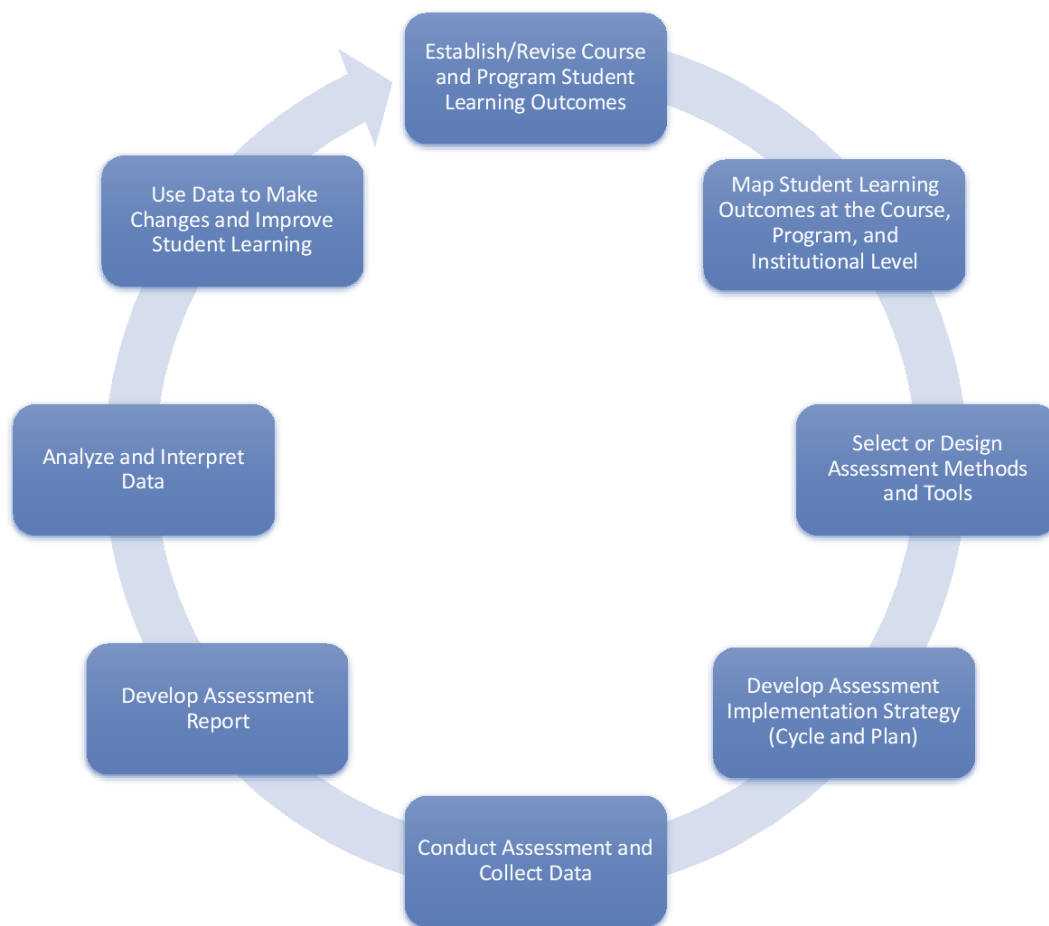 Establish/Revise Course
and Program Student
Learning Outcomes
Map Student Learning
Outcomes at the Course,
Program, and
Institutional Level
Select or Design
Assessment Methods
and Tools
Develop Assessment
Implementation Strategy
(Cycle and Plan)
Conduct Assessment and
Collect Data
Develop Assessment
Report
Analyze and Interpret
Data
Use Data to Make
Changes and Improve
Student Learning